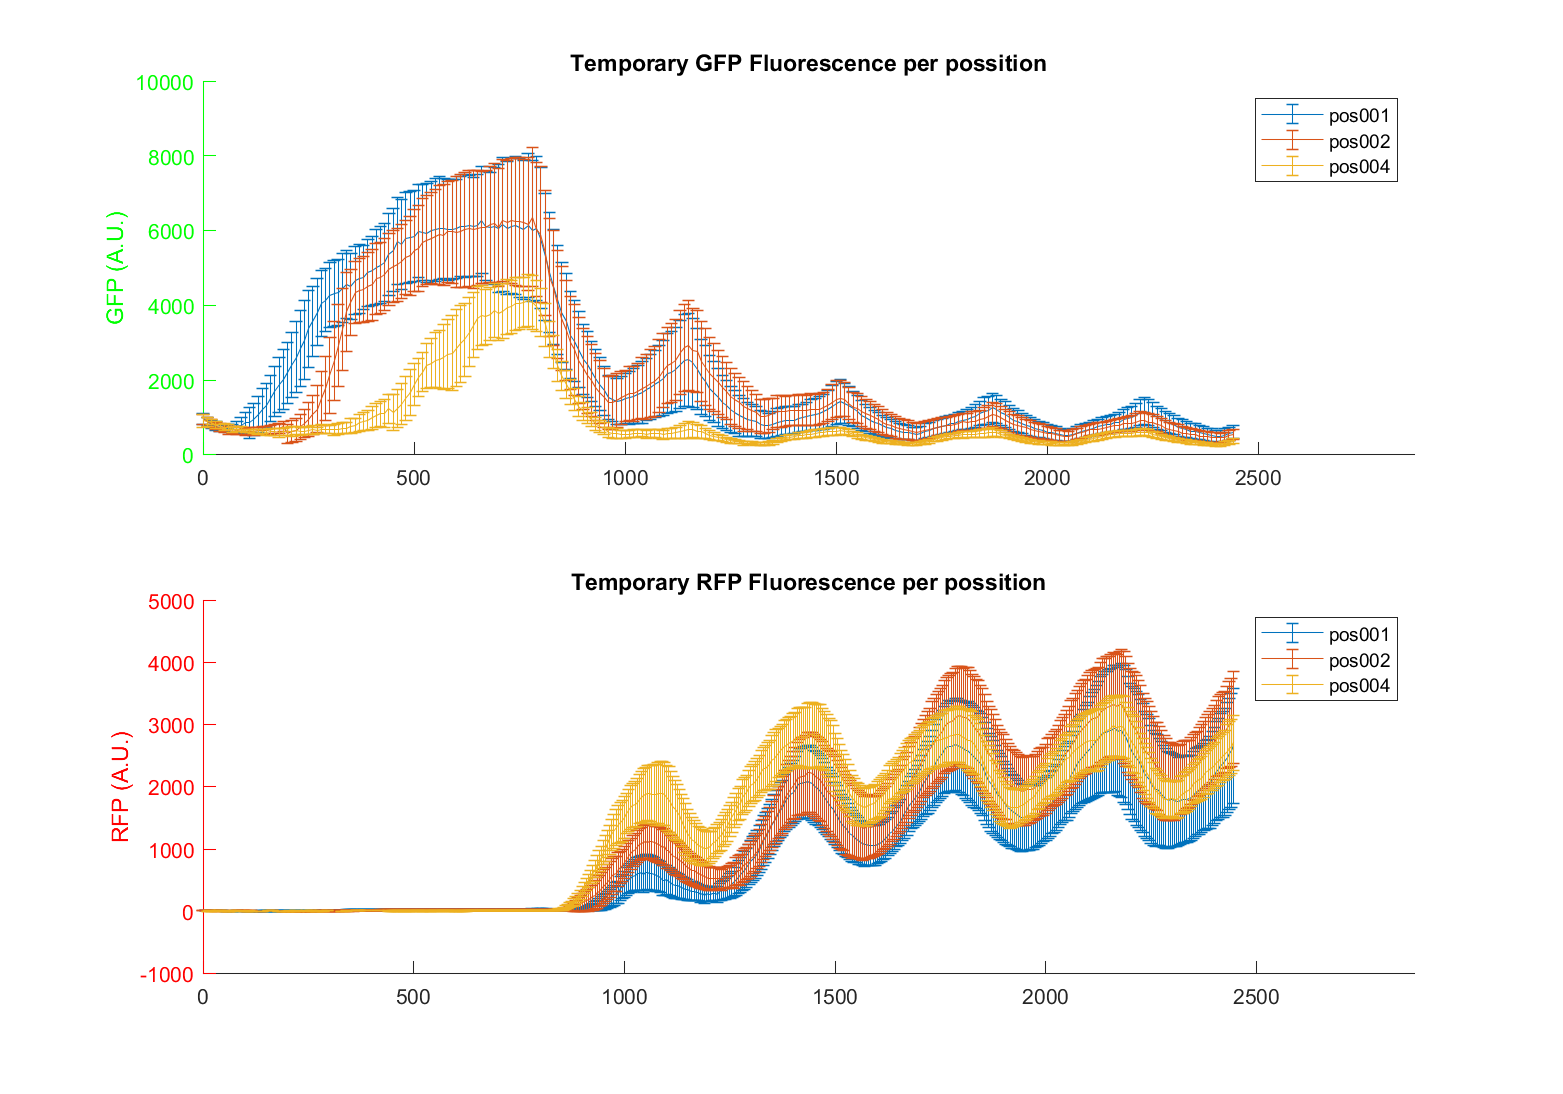 Temporary GFP Fluorescence per possition
10000
8000
6000
4000
2000
0
GFP (A.U.)
0 500 1000 1500 2000 2500
pos001
pos002
pos004
Temporary RFP Fluorescence per possition
5000
4000
3000
2000
1000
0
-1000
RFP (A.U.)
0 500 1000 1500 2000 2500
pos001
pos002
pos004